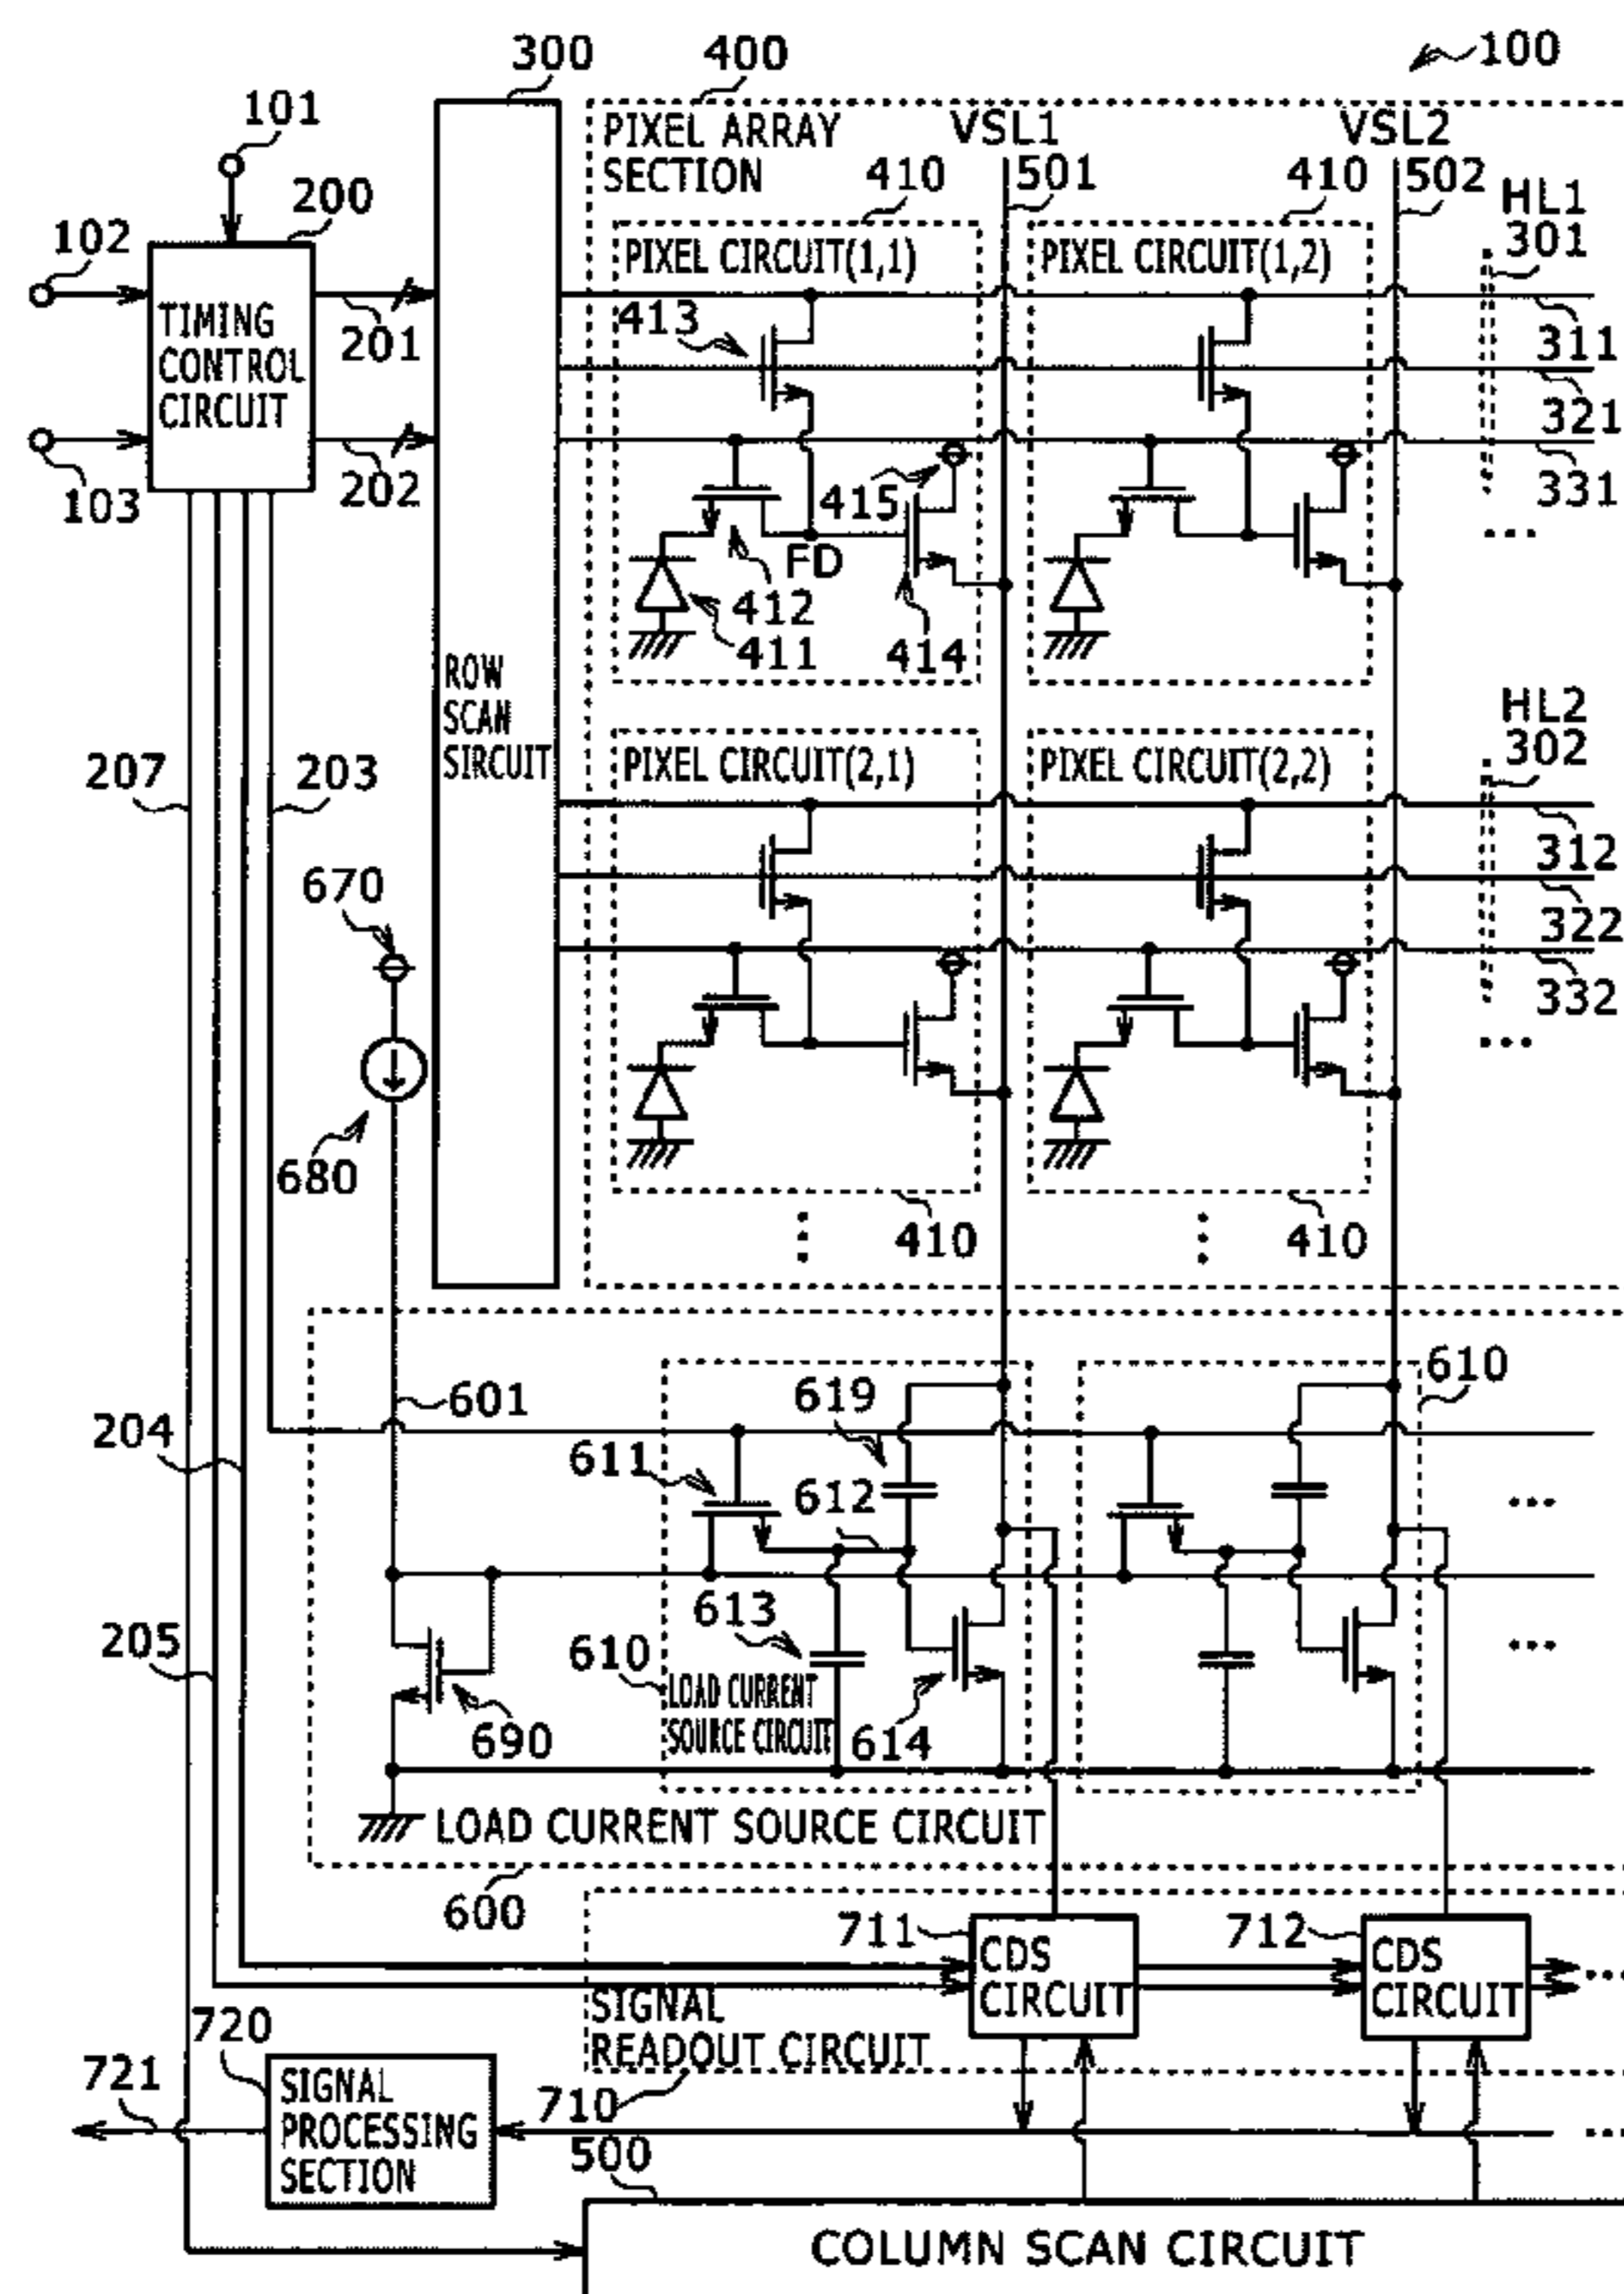 300
400
100
101
PIXEL ARRAY
SECTION
VSL1
VSL2
501
502
410
410
HL1
301
200
102
PIXEL CIRCUIT(1,1)
PIXEL CIRCUIT(1,2)
TIMING
CONTROL
CIRCUIT
201
413
311
321
103
202
415
331
...
FD
412
411
414
ROW
SCAN
SIRCUIT
HL2
302
207
203
PIXEL CIRCUIT(2,1)
PIXEL CIRCUIT(2,2)
312
670
322
332
...
680
410
410
610
619
601
204
611
612
...
613
205
610
...
LOAD CURRENT
SOURCE CIRCUIT
690
614
LOAD CURRENT SOURCE CIRCUIT
600
711
712
CDS
CIRCUIT
CDS
CIRCUIT
...
SIGNAL
READOUT CIRCUIT
720
721
SIGNAL
PROCESSING
SECTION
710
...
500
COLUMN SCAN CIRCUIT